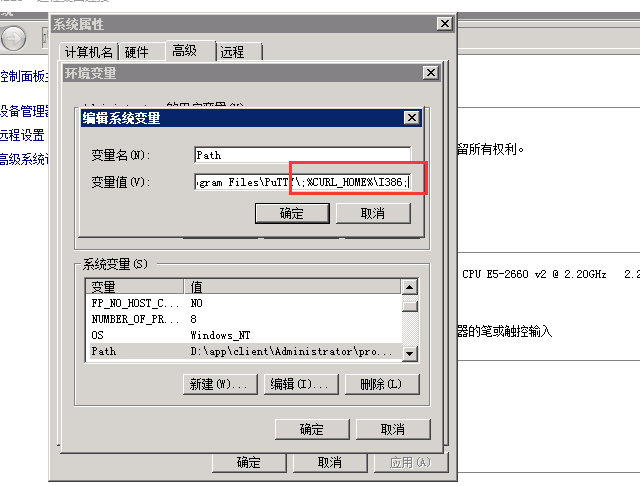 系统属性
计算机名 硬件 高级 远程
环境变量
控制面板
设备管理器
远程设置
高级系统
编辑系统变量
变量名(N): Path
变量值(V): gram Files\PuTTY\;%CURL_HOME%\I386;
确定 取消
留所有权利。
系统变量(S)
变量 值
FP_NO_HOST_C... NO
NUMBER_OF_PR... 8
OS Windows_NT
Path D:\app\client\Administrator\pro...
CPU E5-2660 v2 @ 2.20GHz 2.2
器的笔或触控输入
新建(W)... 编辑(I)... 删除(L)
确定 取消
确定 取消 应用(A)